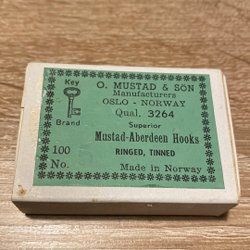 Key
Brand
O. MUSTAD & SÖN
Manufacturers
OSLO - NORWAY
Qual. 3264
Superior
Mustad-Aberdeen Hooks
100
RINGED, TINNED
No.
Made in Norway